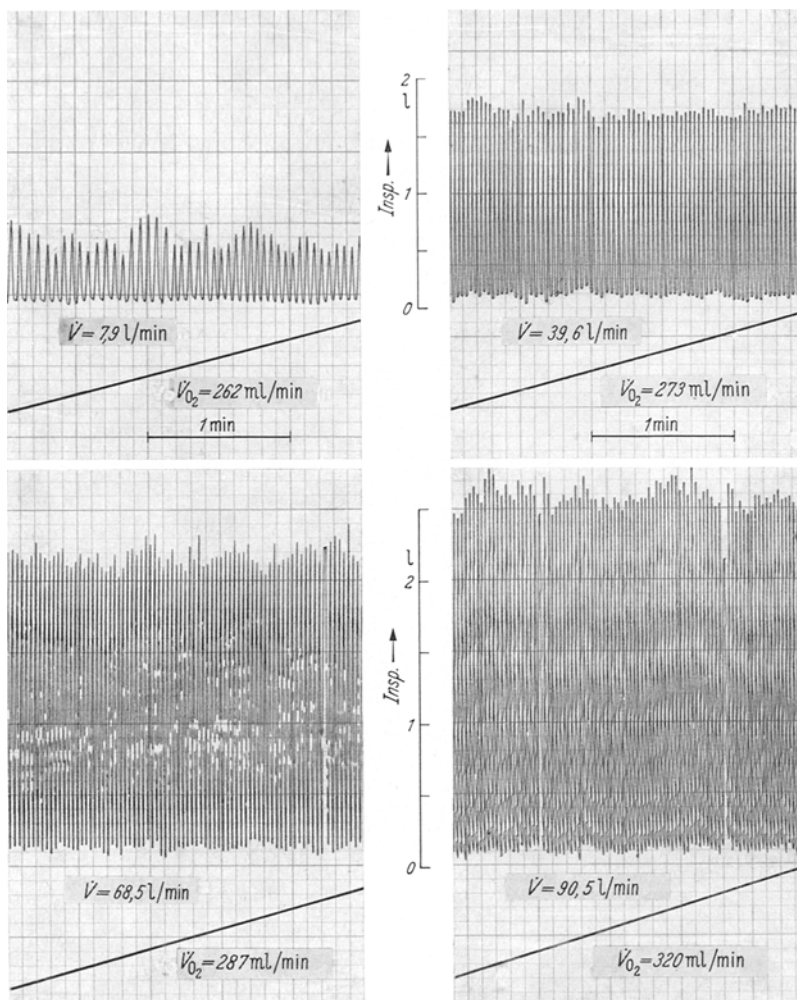 2
l
Insp.
1
0
V̇ = 7,9 l/min
V̇O₂ = 262 ml/min
1 min
V̇ = 39,6 l/min
V̇O₂ = 273 ml/min
1 min
l
2
Insp.
1
0
V̇ = 68,5 l/min
V̇O₂ = 287 ml/min
V̇ = 90,5 l/min
V̇O₂ = 320 ml/min